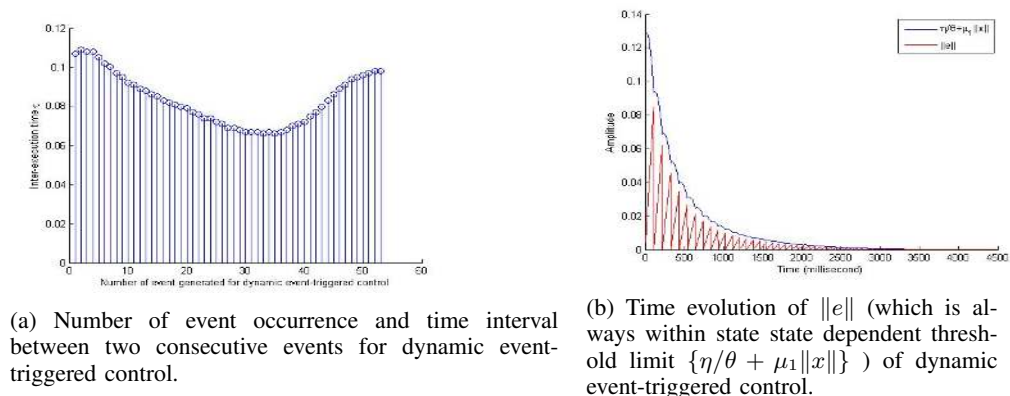 0.12
0.1
0.08
0.06
0.04
0.02
0
0 10 20 30 40 50 60
Inter-execution time τ
Number of event generated for dynamic event-triggered control
(a) Number of event occurrence and time interval
between two consecutive events for dynamic event-
triggered control.
0.14
0.12
0.1
0.08
0.06
0.04
0.02
0
0 500 1000 1500 2000 2500 3000 3500 4000 4500
Amplitude
Time (millisecond)
η/θ+μ₁ ||x||
||e||
(b) Time evolution of ‖e‖ (which is al-
ways within state state dependent thresh-
old limit {η/θ + μ₁‖x‖} ) of dynamic
event-triggered control.